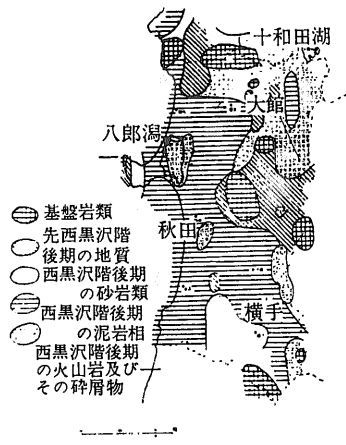 十和田湖
大館
八郎潟
秋田
横手
基盤岩類
先西黒沢階
後期の地質
西黒沢階後期
の砂岩類
西黒沢階後期
の泥岩相
西黒沢階後期
の火山岩及び
その砕屑物